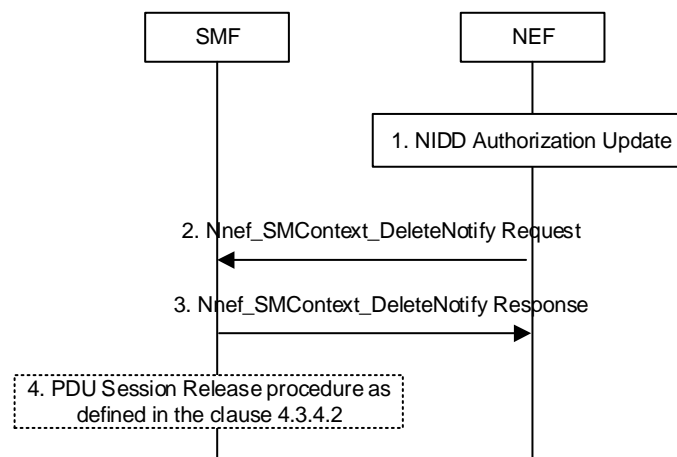 SMF
NEF
1. NIDD Authorization Update
2. Nnef_SMContext_DeleteNotify Request
3. Nnef_SMContext_DeleteNotify Response
4. PDU Session Release procedure as
defined in the clause 4.3.4.2